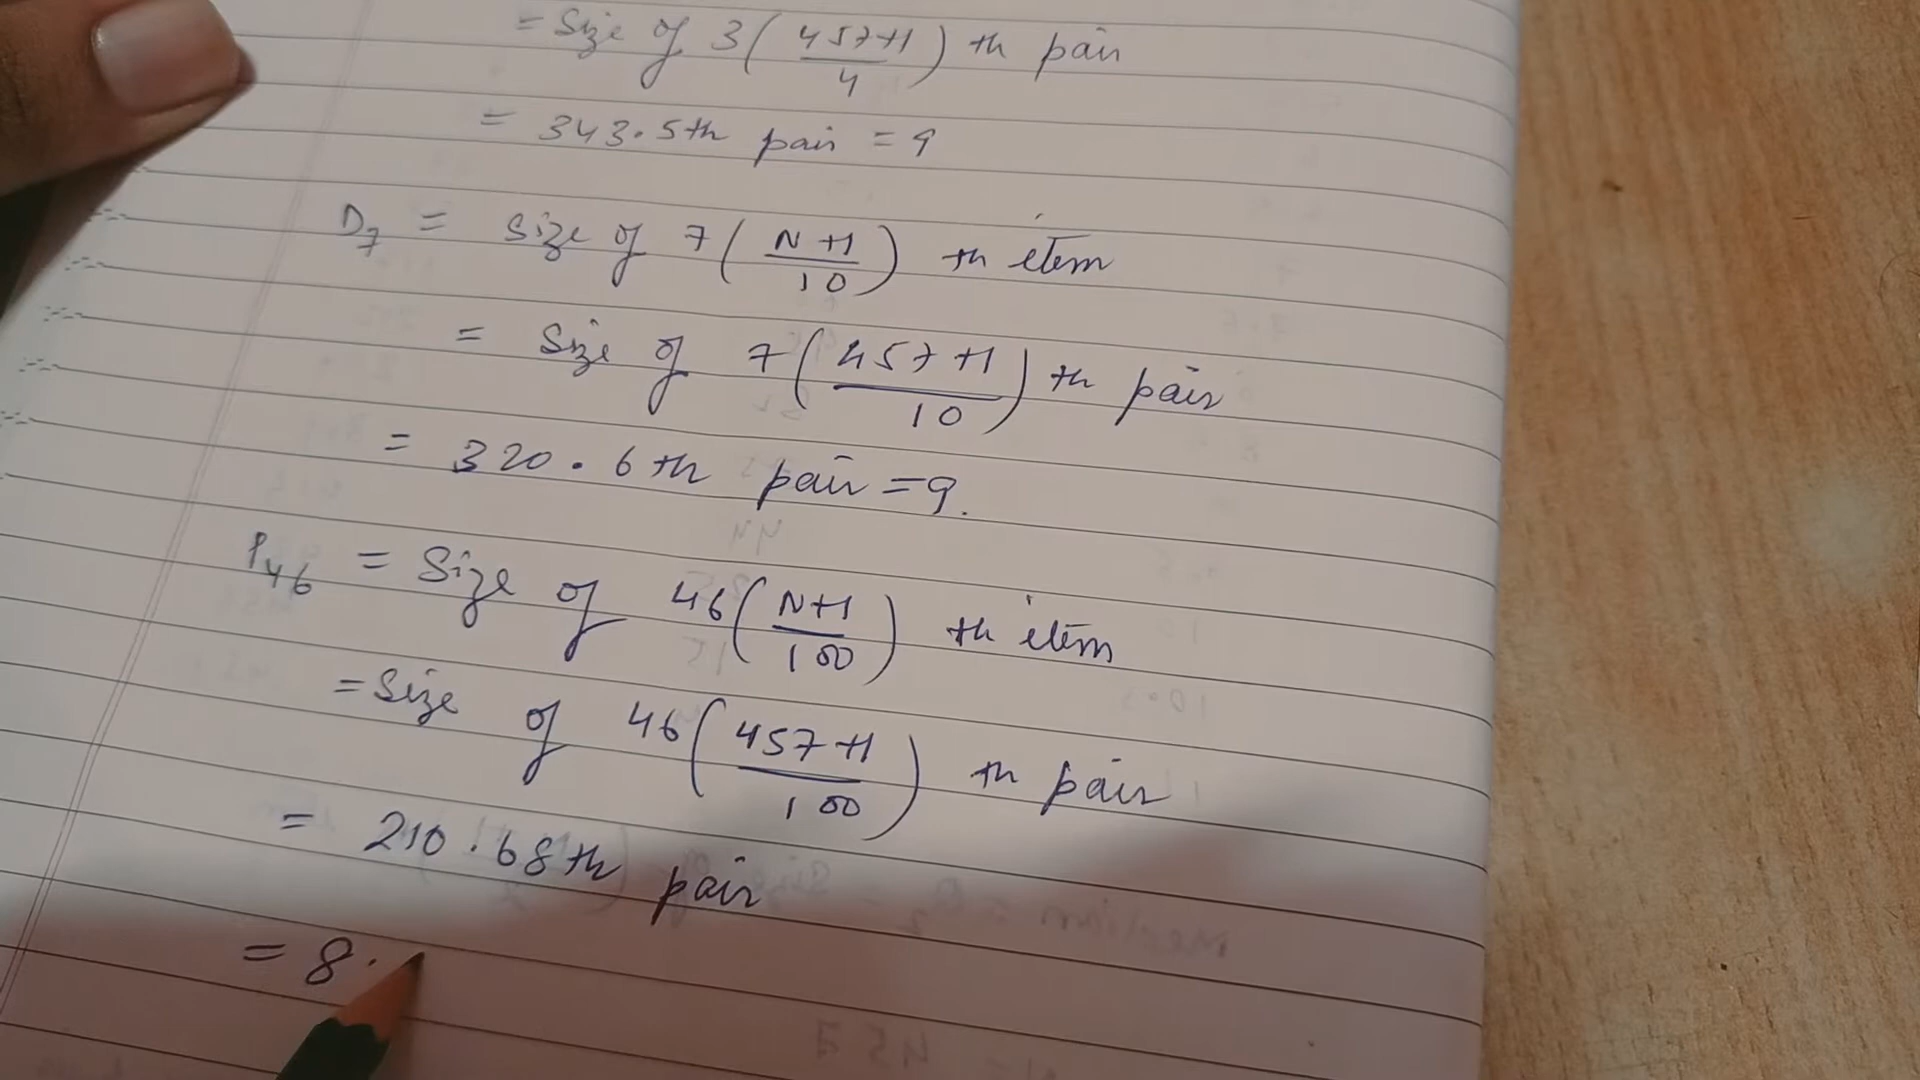 = Size of 3(457+1/4)th pair
= 343.5th pair = 9
D7 = Size of 7(N+1/10)th item
= Size of 7(457+1/10)th pair
= 320.6th pair = 9.
P46 = Size of 46(N+1/100)th item
= Size of 46(457+1/100)th pair
= 210.68th pair
= 8.